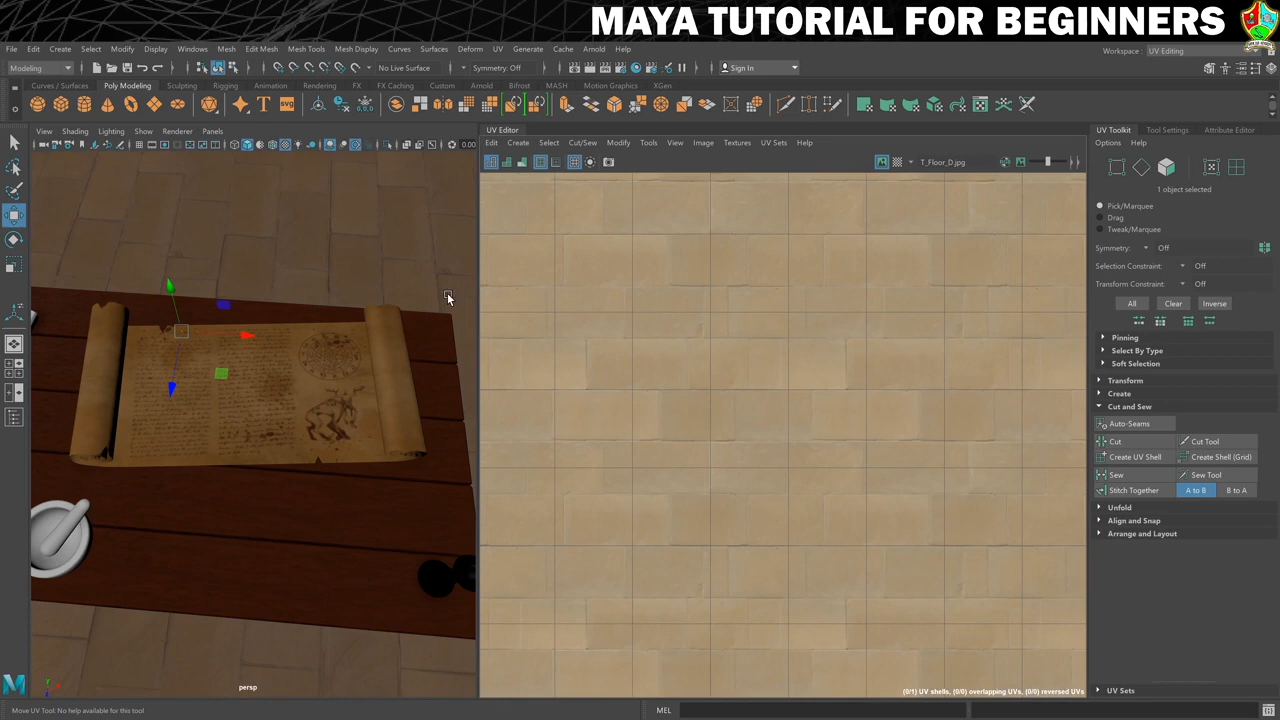 MAYA TUTORIAL FOR BEGINNERS
File Edit Create Select Modify Display Windows Mesh Edit Mesh Mesh Tools Mesh Display Curves Surfaces Deform UV Generate Cache Arnold Help
Workspace : UV Editing
Modeling No Live Surface Symmetry: Off Sign In
Curves / Surfaces Poly Modeling Sculpting Rigging Animation Rendering FX FX Caching Custom Arnold Bifrost MASH Motion Graphics XGen
View Shading Lighting Show Renderer Panels
0.00
persp
UV Editor
Edit Create Select Cut/Sew Modify Tools View Image Textures UV Sets Help
T_Floor_D.jpg
(0/1) UV shells, (0/0) overlapping UVs, (0/0) reversed UVs
UV Toolkit Tool Settings Attribute Editor
Options Help
1 object selected
Pick/Marquee
Drag
Tweak/Marquee
Symmetry: Off
Selection Constraint: Off
Transform Constraint: Off
All Clear Inverse
Pinning
Select By Type
Soft Selection
Transform
Create
Cut and Sew
Auto-Seams
Cut Cut Tool
Create UV Shell Create Shell (Grid)
Sew Sew Tool
Stitch Together A to B B to A
Unfold
Align and Snap
Arrange and Layout
UV Sets
Move UV Tool: No help available for this tool
MEL